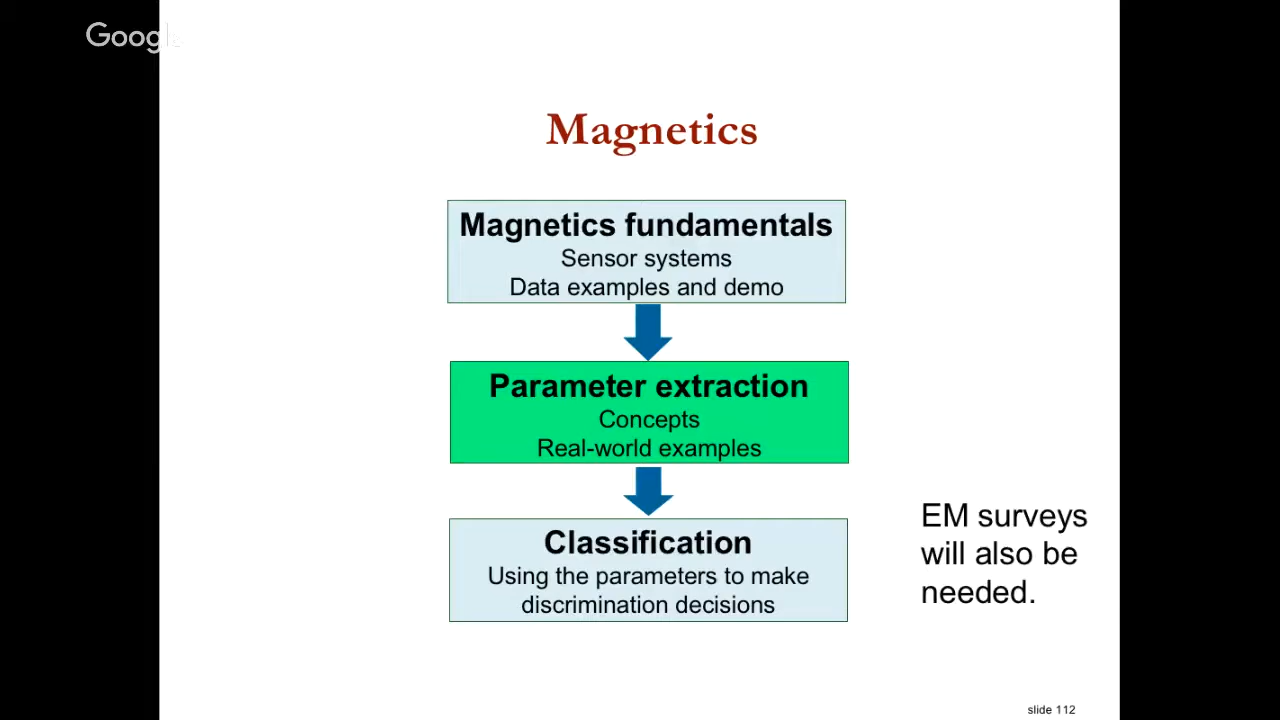 Google
Magnetics
Magnetics fundamentals
Sensor systems
Data examples and demo
Parameter extraction
Concepts
Real-world examples
Classification
Using the parameters to make
discrimination decisions
EM surveys
will also be
needed.
slide 112